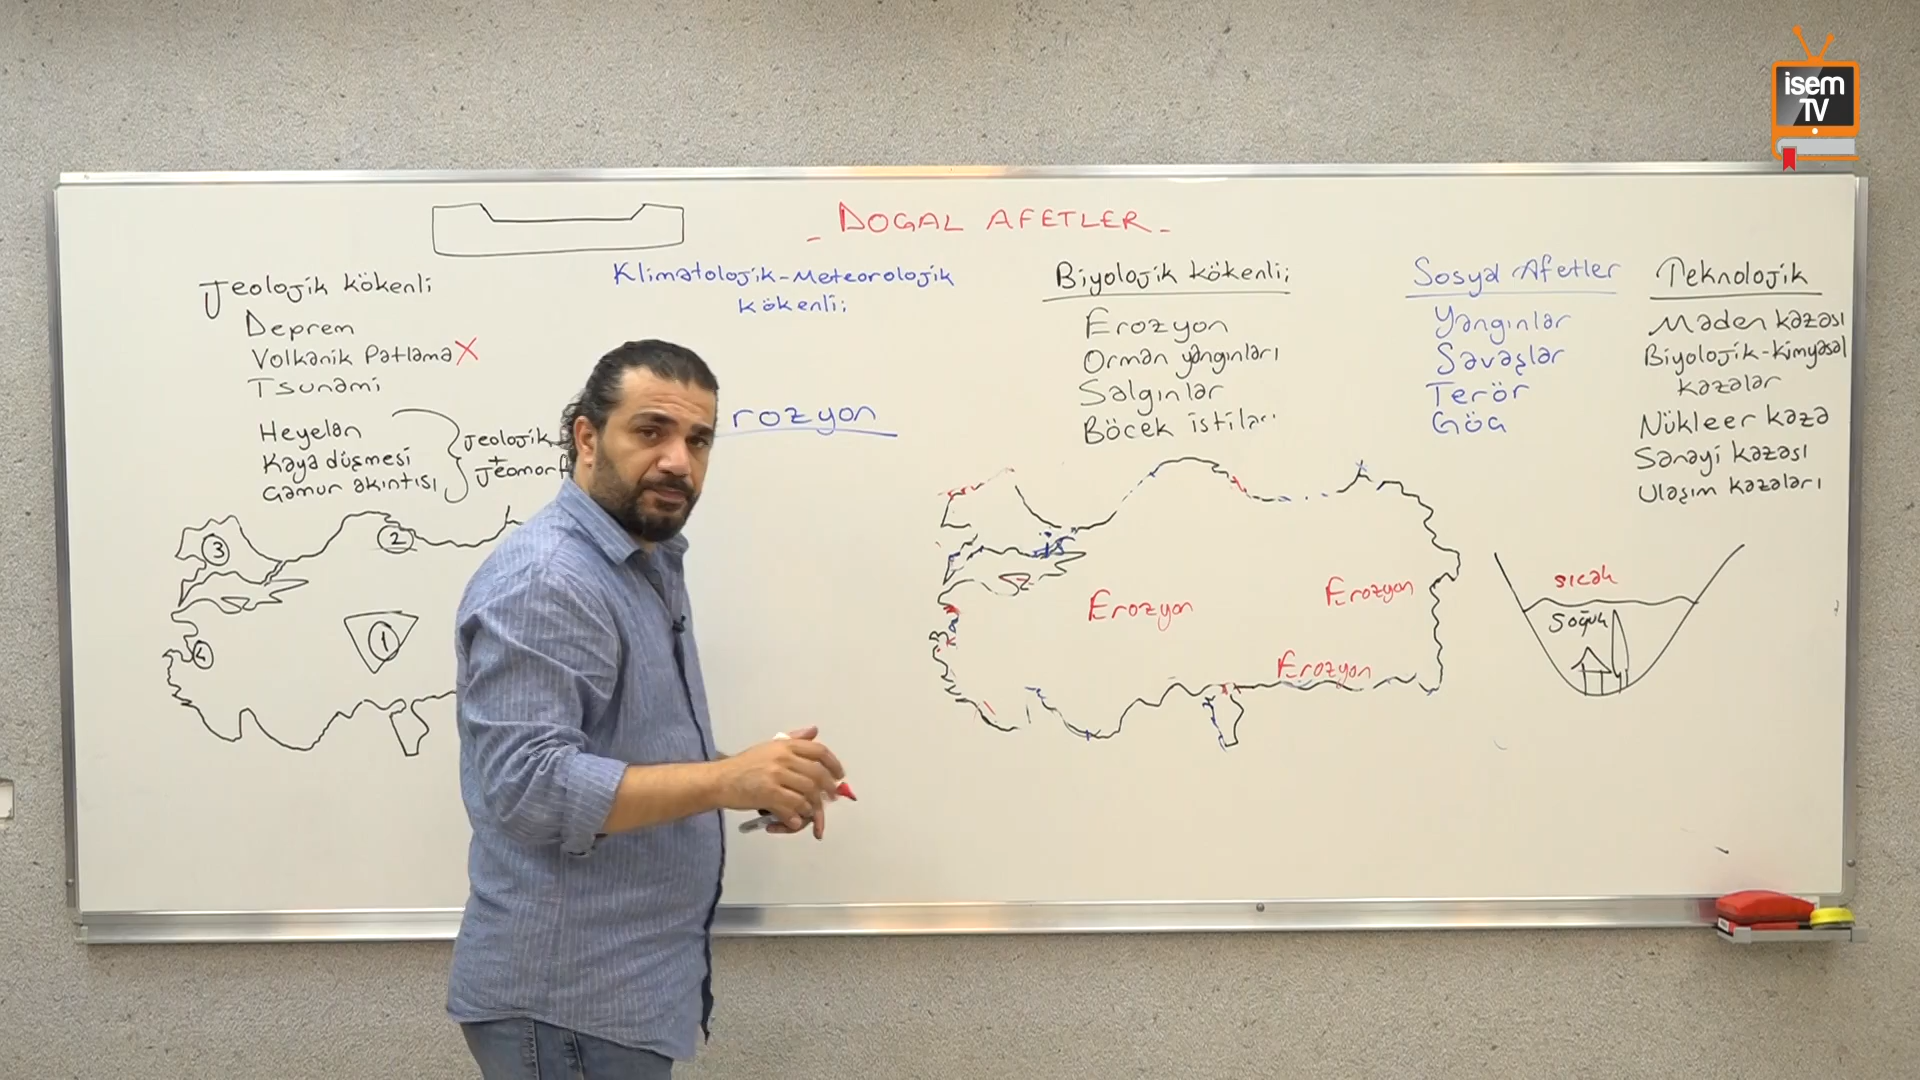 isem
TV
- DOĞAL AFETLER -
Jeolojik kökenli
Deprem
Volkanik Patlama X
Tsunami
Heyelan
Kaya düşmesi
Çamur akıntısı
Jeolojik
+
Jeomorf
3
2
1
4
Klimatolojik-Meteorolojik
kökenli;
rozyon
Biyolojik kökenli;
Erozyon
Orman yangınları
Salgınlar
Böcek istilası
Erozyon
Erozyon
Erozyon
Sosyal Afetler
Yangınlar
Savaşlar
Terör
Göç
Teknolojik
Maden kazası
Biyolojik-kimyasal
kazalar
Nükleer kaza
Sanayi kazası
Ulaşım kazaları
sıcak
soğuk